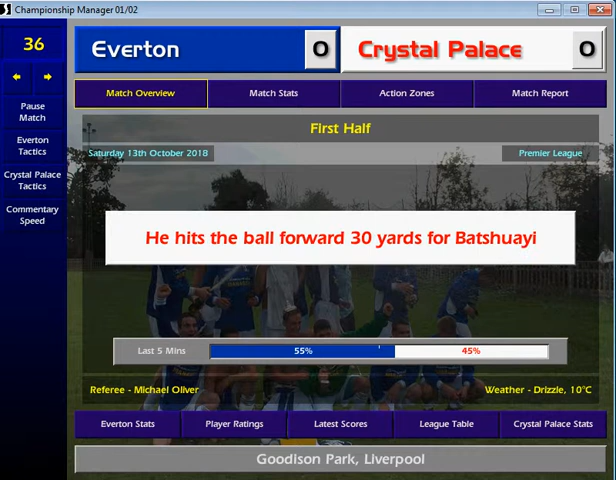 Championship Manager 01/02
36
Everton 0
Crystal Palace 0
Match Overview
Match Stats
Action Zones
Match Report
Pause Match
Everton Tactics
Crystal Palace Tactics
Commentary Speed
First Half
Saturday 13th October 2018
Premier League
He hits the ball forward 30 yards for Batshuayi
Last 5 Mins 55% 45%
Referee - Michael Oliver
Weather - Drizzle, 10°C
Everton Stats
Player Ratings
Latest Scores
League Table
Crystal Palace Stats
Goodison Park, Liverpool